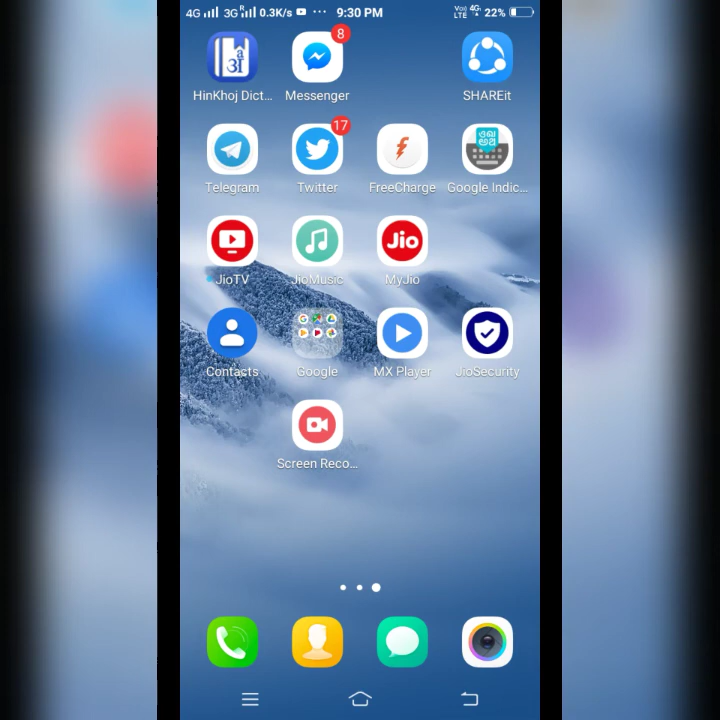 4G 3G R 0.3K/s ··· 9:30 PM VoLTE 4G 22%
8
HinKhoj Dict... Messenger SHAREit
17
Telegram Twitter FreeCharge Google Indic...
Jio
JioTV JioMusic MyJio
Contacts Google MX Player JioSecurity
Screen Reco...